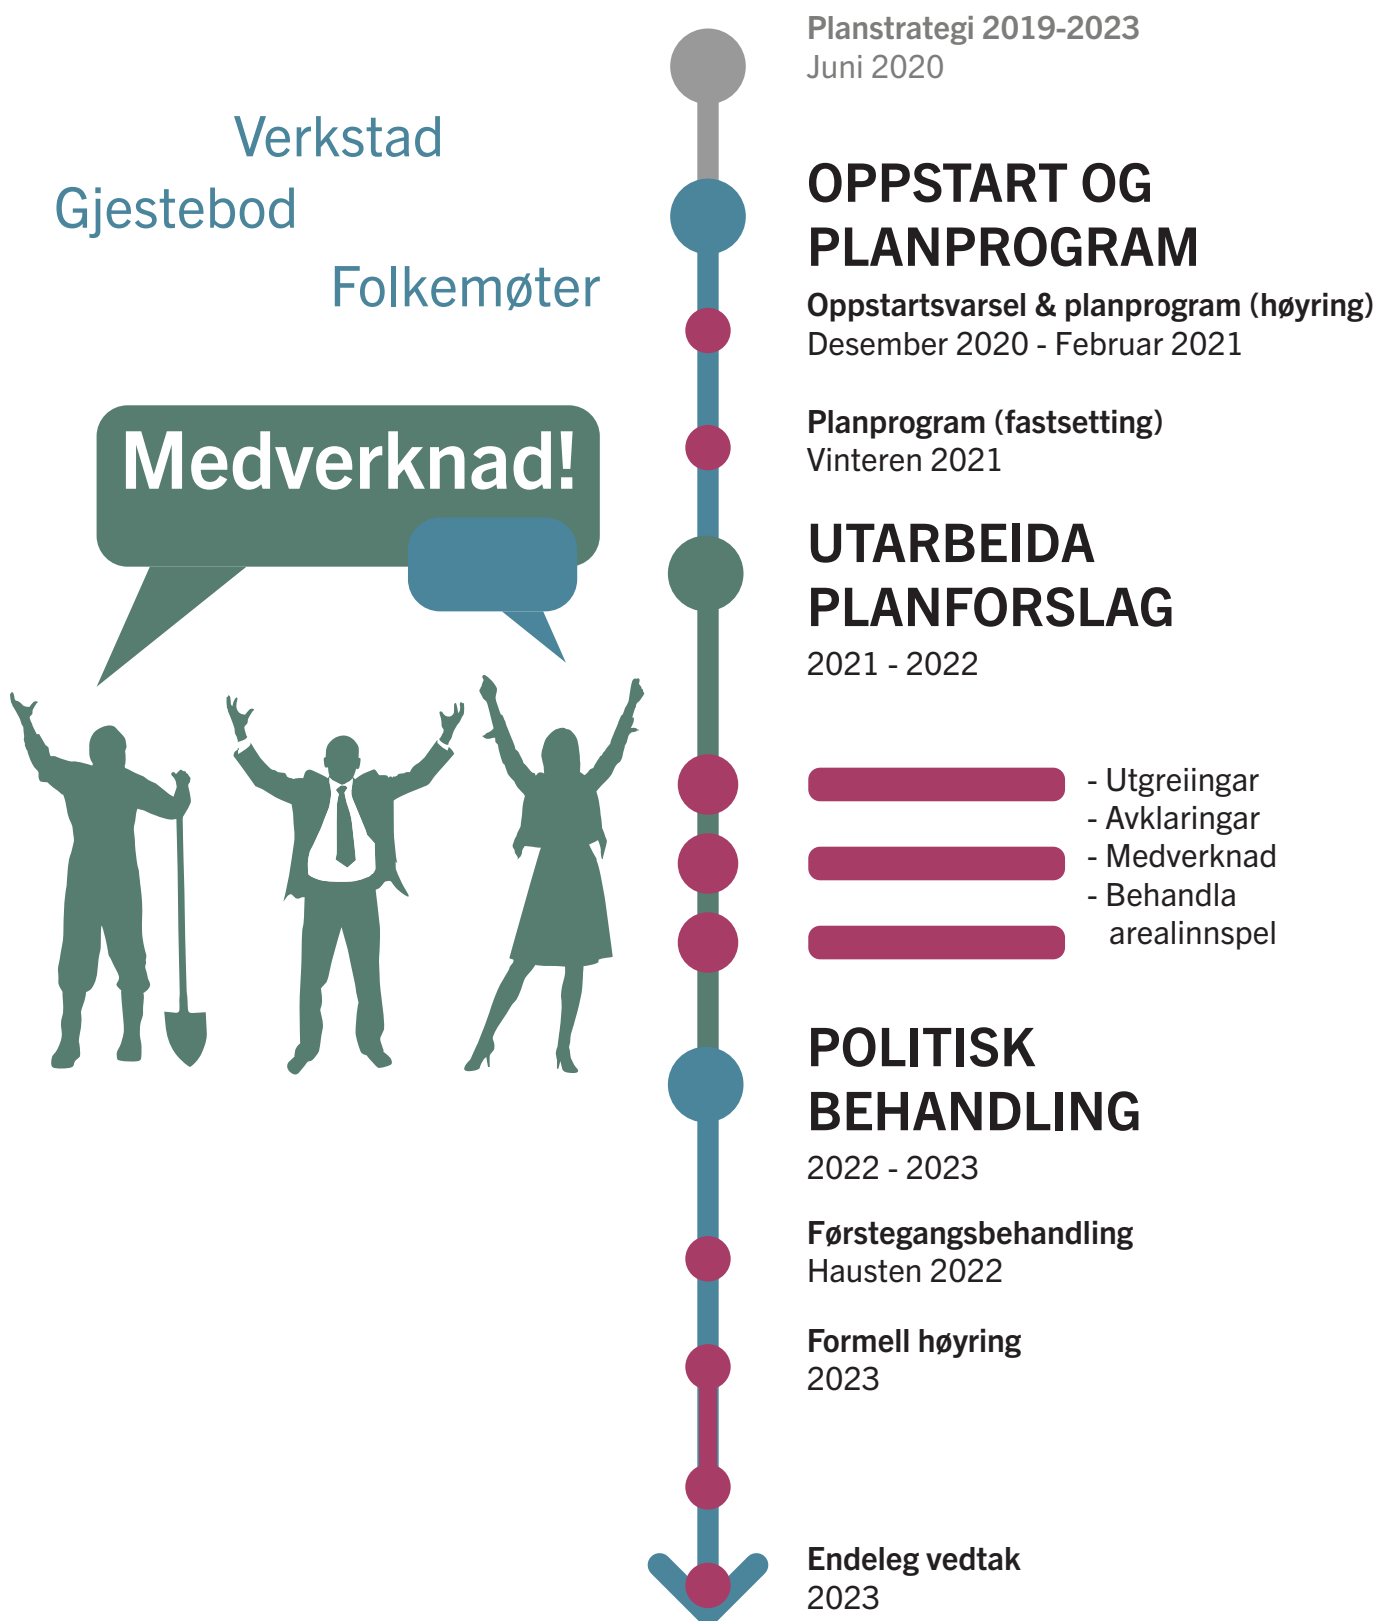 Planstrategi 2019-2023
Juni 2020
Verkstad
Gjestebod
Folkemøter
Medverknad!
OPPSTART OG
PLANPROGRAM
Oppstartsvarsel & planprogram (høyring)
Desember 2020 - Februar 2021
Planprogram (fastsetting)
Vinteren 2021
UTARBEIDA
PLANFORSLAG
2021 - 2022
- Utgreiingar
- Avklaringar
- Medverknad
- Behandla
arealinnspel
POLITISK
BEHANDLING
2022 - 2023
Førstegangsbehandling
Hausten 2022
Formell høyring
2023
Endeleg vedtak
2023